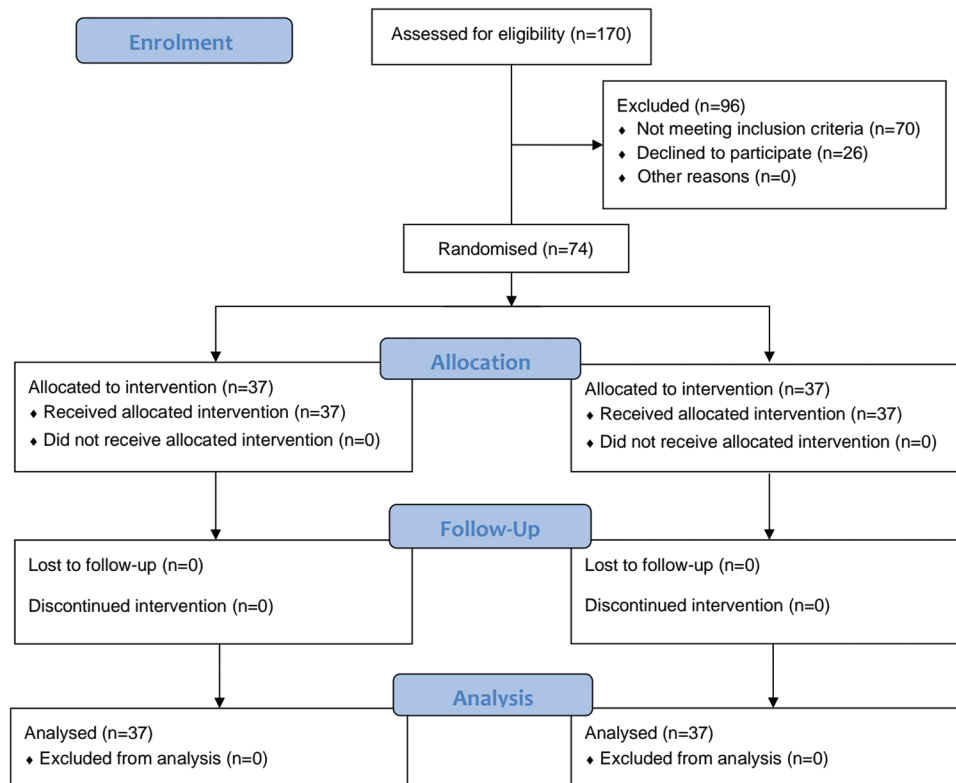 Enrolment
Assessed for eligibility (n=170)
Excluded (n=96)
♦ Not meeting inclusion criteria (n=70)
♦ Declined to participate (n=26)
♦ Other reasons (n=0)
Randomised (n=74)
Allocation
Allocated to intervention (n=37)
♦ Received allocated intervention (n=37)
♦ Did not receive allocated intervention (n=0)
Allocated to intervention (n=37)
♦ Received allocated intervention (n=37)
♦ Did not receive allocated intervention (n=0)
Follow-Up
Lost to follow-up (n=0)
Discontinued intervention (n=0)
Lost to follow-up (n=0)
Discontinued intervention (n=0)
Analysis
Analysed (n=37)
♦ Excluded from analysis (n=0)
Analysed (n=37)
♦ Excluded from analysis (n=0)